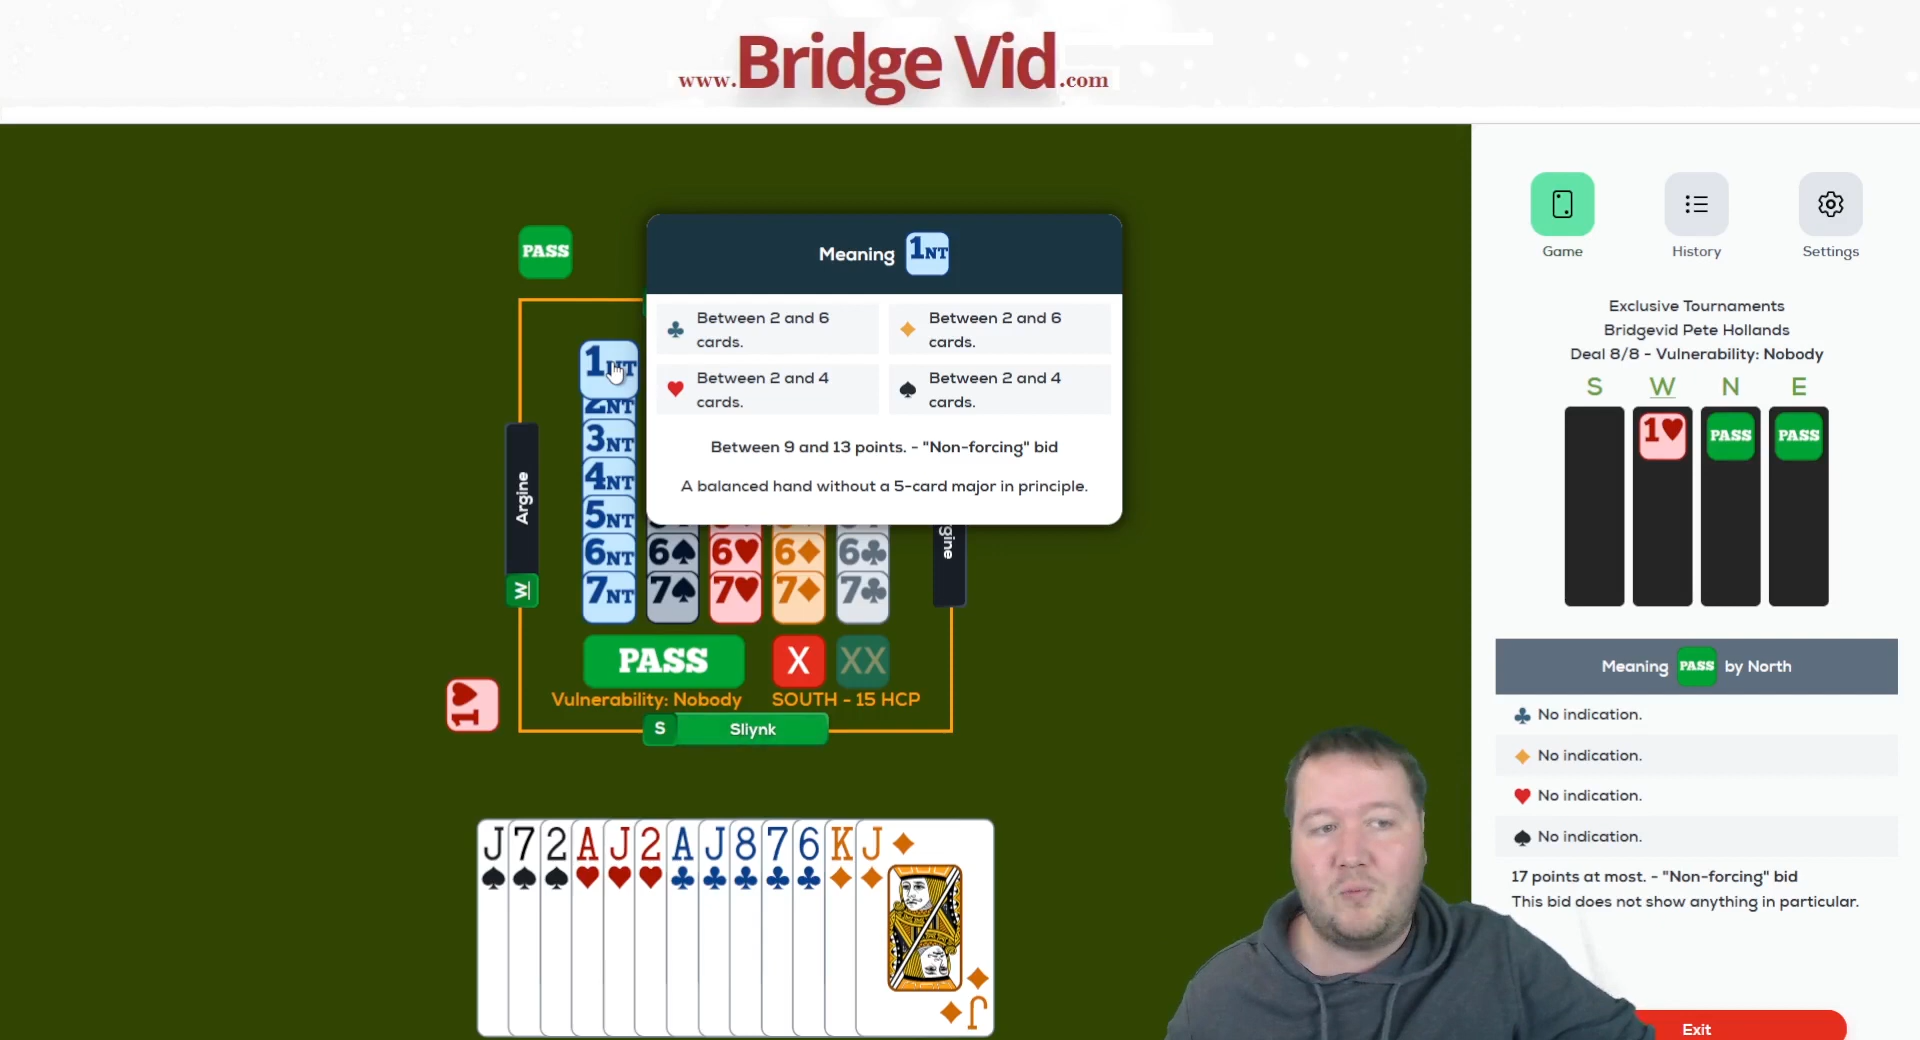 www.Bridge Vid.com
PASS
Meaning 1NT
Between 2 and 6 cards.
Between 2 and 6 cards.
Between 2 and 4 cards.
Between 2 and 4 cards.
Between 9 and 13 points. - "Non-forcing" bid
A balanced hand without a 5-card major in principle.
1NT
2NT
3NT
4NT
5NT
6NT 6♠ 6♥ 6♦ 6♣
7NT 7♠ 7♥ 7♦ 7♣
Argine
W
gine
PASS X XX
Vulnerability: Nobody SOUTH - 15 HCP
S Sliynk
1♥
J♠ 7♠ 2♠ A♥ J♥ 2♥ A♣ J♣ 8♣ 7♣ 6♣ K♦ J♦
J
Game History Settings
Exclusive Tournaments
Bridgevid Pete Hollands
Deal 8/8 - Vulnerability: Nobody
S W N E
1♥ PASS PASS
Meaning PASS by North
♣ No indication.
♦ No indication.
♥ No indication.
♠ No indication.
17 points at most. - "Non-forcing" bid
This bid does not show anything in particular.
Exit